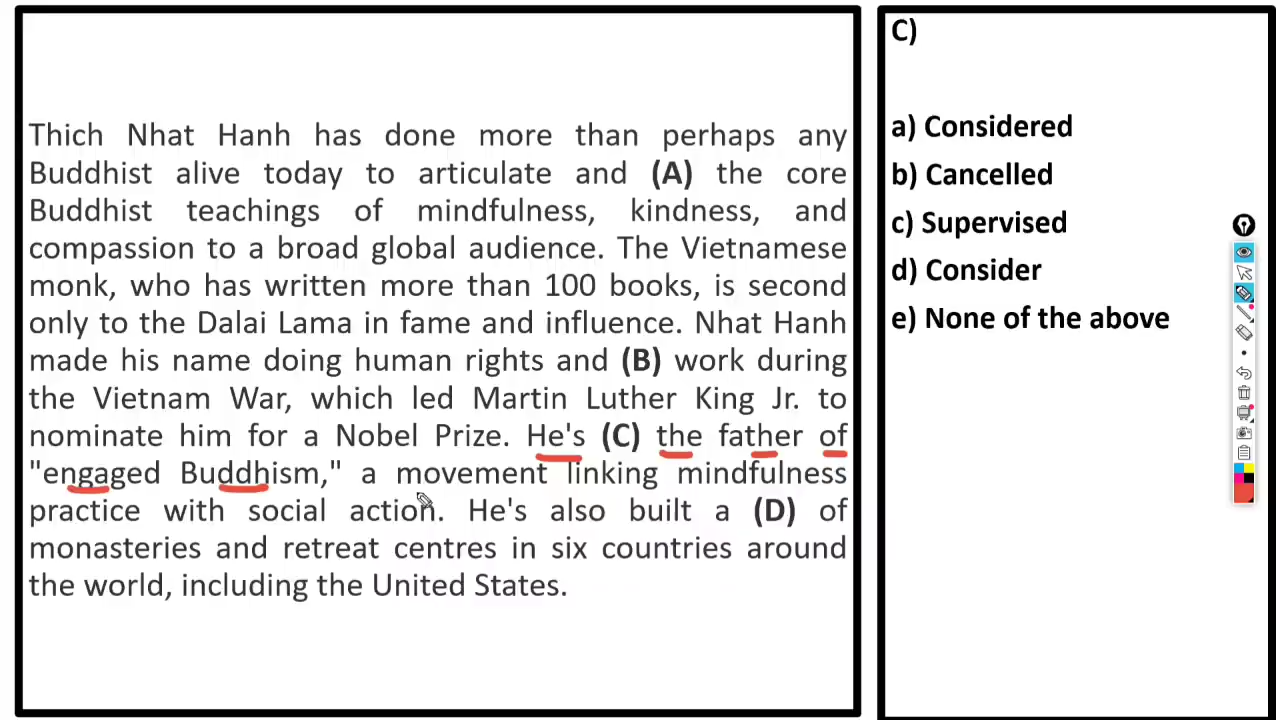 Thich Nhat Hanh has done more than perhaps any
Buddhist alive today to articulate and (A) the core
Buddhist teachings of mindfulness, kindness, and
compassion to a broad global audience. The Vietnamese
monk, who has written more than 100 books, is second
only to the Dalai Lama in fame and influence. Nhat Hanh
made his name doing human rights and (B) work during
the Vietnam War, which led Martin Luther King Jr. to
nominate him for a Nobel Prize. He's (C) the father of
"engaged Buddhism," a movement linking mindfulness
practice with social action. He's also built a (D) of
monasteries and retreat centres in six countries around
the world, including the United States.
C)
a) Considered
b) Cancelled
c) Supervised
d) Consider
e) None of the above